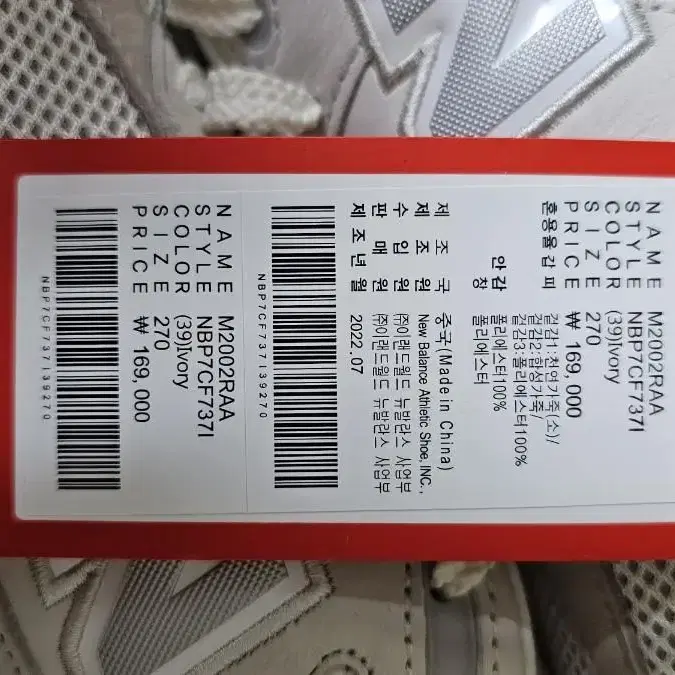 NAME M2002RAA
STYLE NBP7CF737I
COLOR (39)Ivory
SIZE 270
PRICE ₩ 169,000
혼용율갑피 겉감1:천연가죽(소)/
겉감2:합성가죽/
겉감3:폴리에스터100%
안감 폴리에스터100%
창 폴리에스터
제조국 중국(Made in China)
제조원 New Balance Athletic Shoe, INC.,
수입원 ㈜이랜드월드 뉴발란스 사업부
판매원 ㈜이랜드월드 뉴발란스 사업부
제조년월 2022.07
NBP7CF737I39270
NAME M2002RAA
STYLE NBP7CF737I
COLOR (39)Ivory
SIZE 270
PRICE ₩ 169,000
NBP7CF737I39270